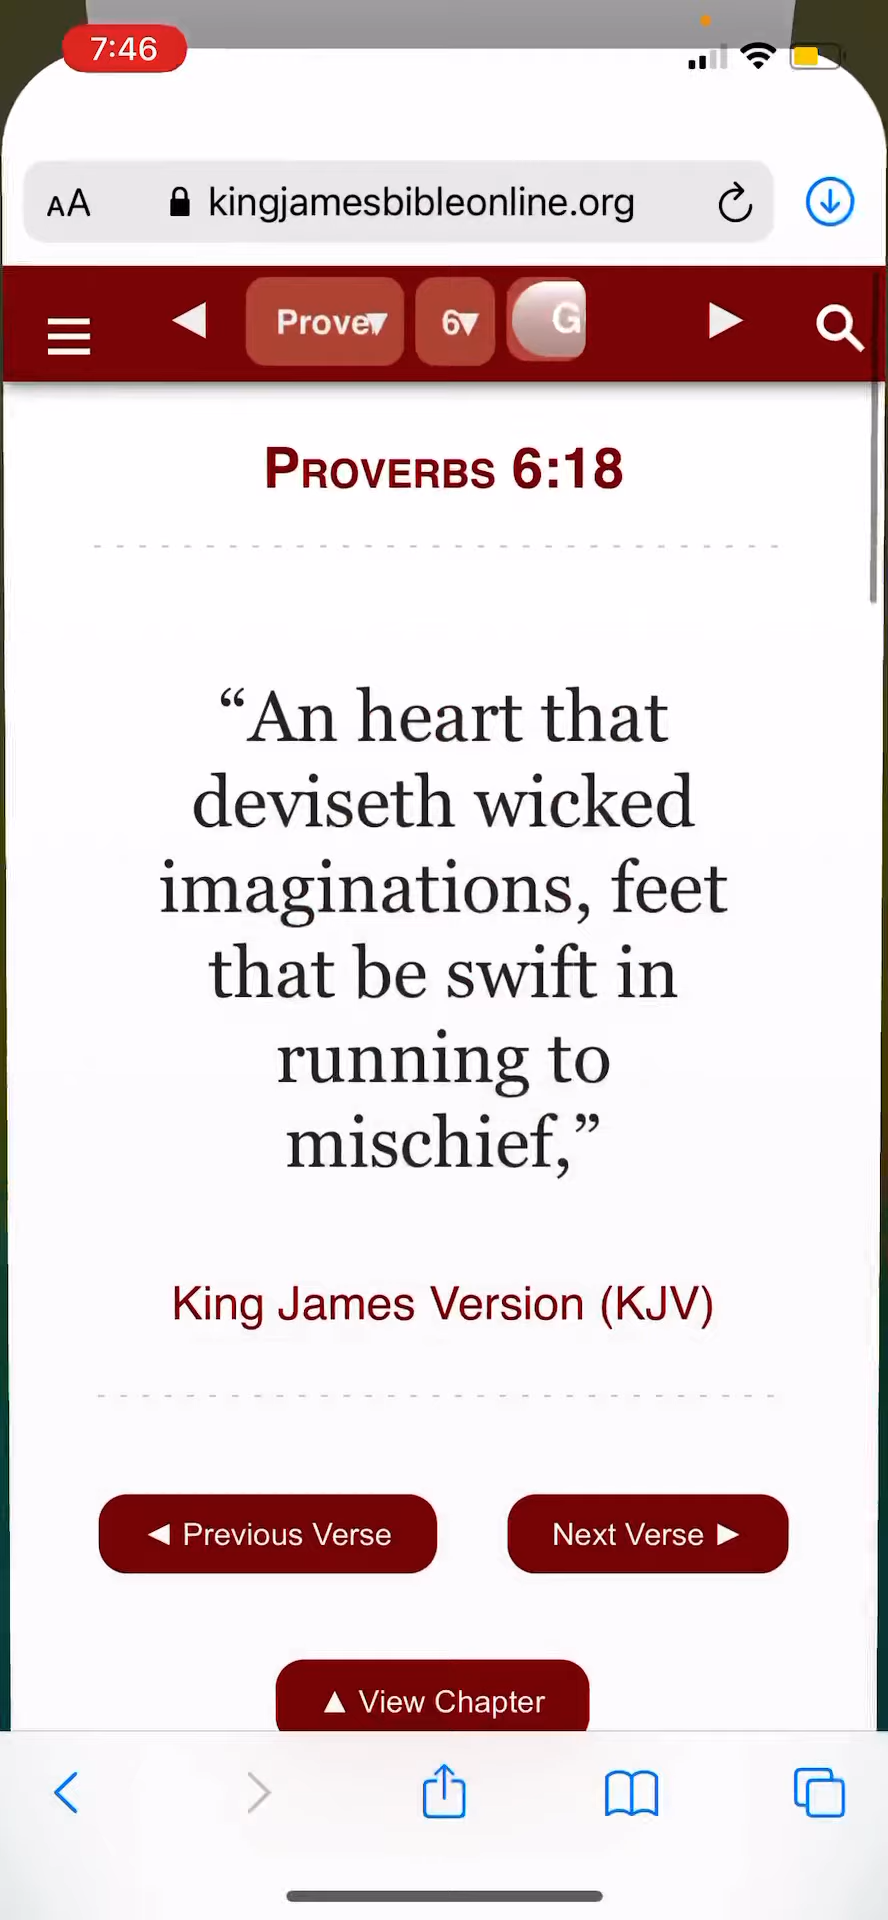 7:46
AA kingjamesbibleonline.org
Prove▼ 6▼ G
PROVERBS 6:18
“An heart that
deviseth wicked
imaginations, feet
that be swift in
running to
mischief,”
King James Version (KJV)
◄ Previous Verse Next Verse ►
▲ View Chapter